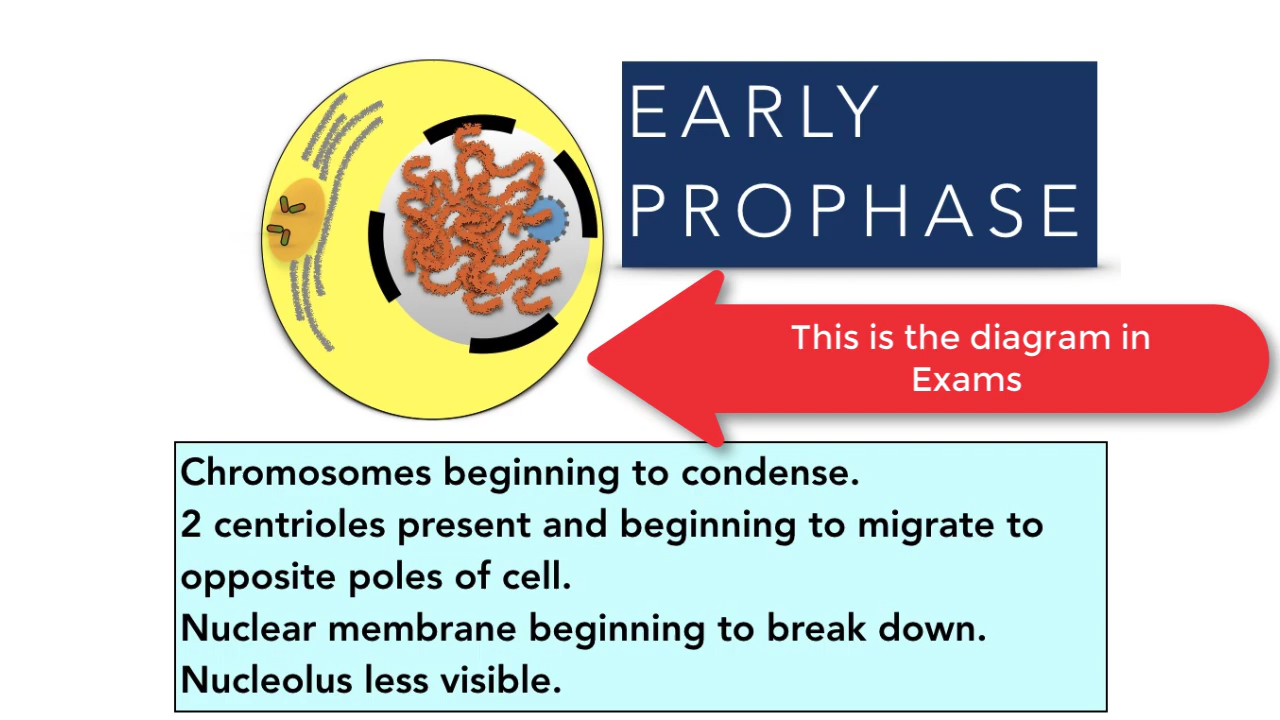 EARLY
PROPHASE
This is the diagram in
Exams
Chromosomes beginning to condense.
2 centrioles present and beginning to migrate to
opposite poles of cell.
Nuclear membrane beginning to break down.
Nucleolus less visible.